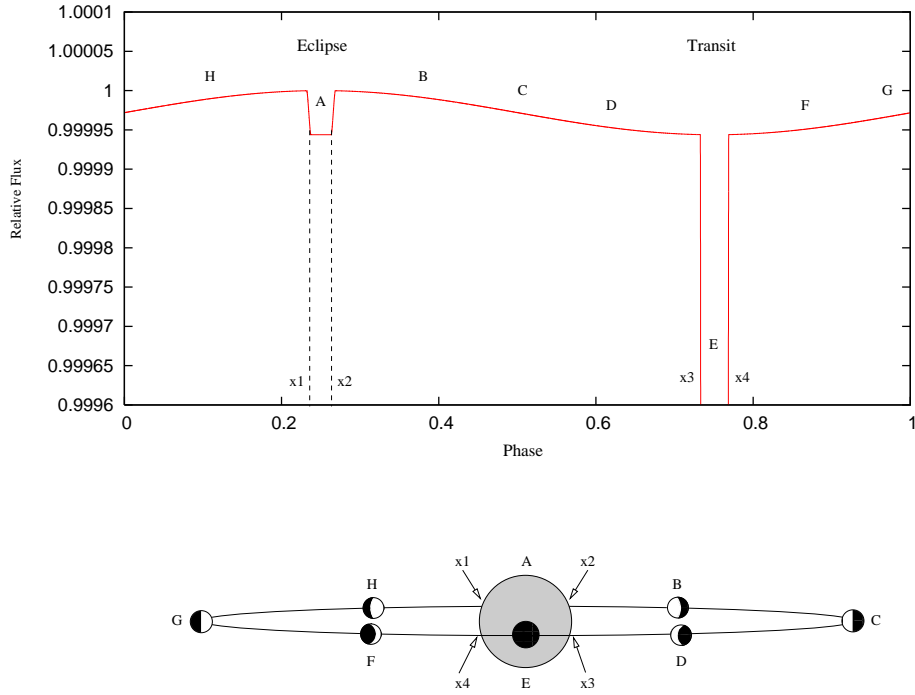 1.0001
1.00005
1
0.99995
0.9999
0.99985
0.9998
0.99975
0.9997
0.99965
0.9996
Relative Flux
Eclipse
Transit
H
A
B
C
D
F
G
E
x1
x2
x3
x4
0
0.2
0.4
0.6
0.8
1
Phase
x1
A
x2
H
B
G
C
F
D
x4
E
x3